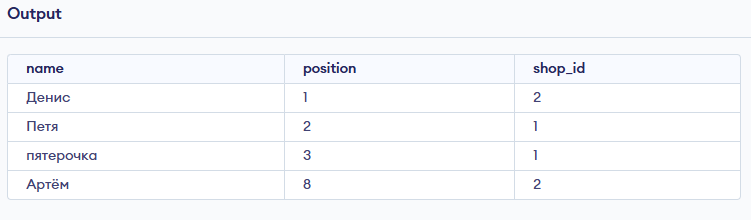 Output
name position shop_id
Денис 1 2
Петя 2 1
пятерочка 3 1
Артём 8 2